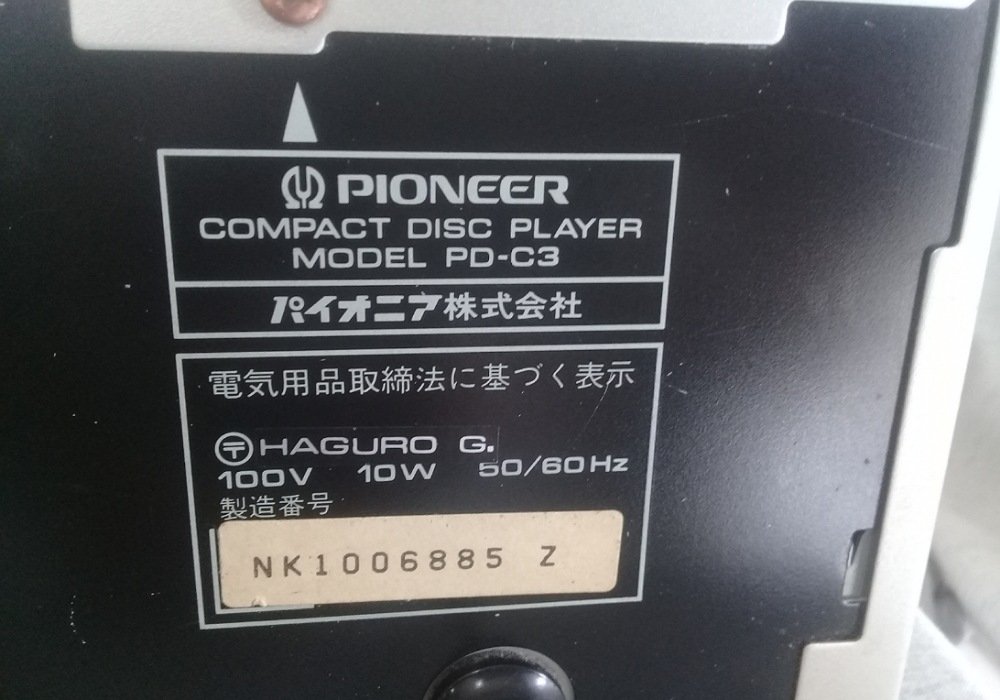 PIONEER
COMPACT DISC PLAYER
MODEL PD-C3
パイオニア株式会社
電気用品取締法に基づく表示
〶HAGURO G.
100V 10W 50/60Hz
製造番号
NK1006885 Z